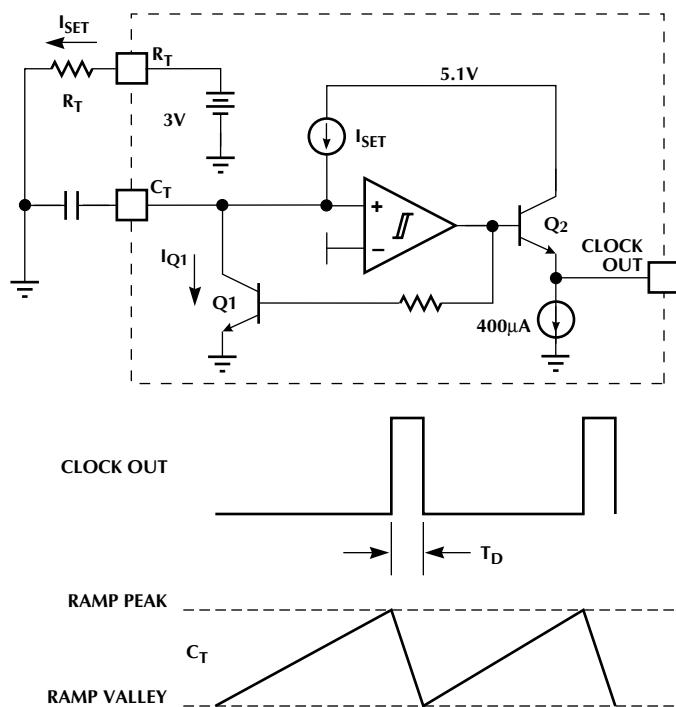 I_SET
R_T
R_T
3V
5.1V
I_SET
C_T
+
−
Q2
CLOCK OUT
I_Q1
Q1
400µA
CLOCK OUT
T_D
RAMP PEAK
C_T
RAMP VALLEY